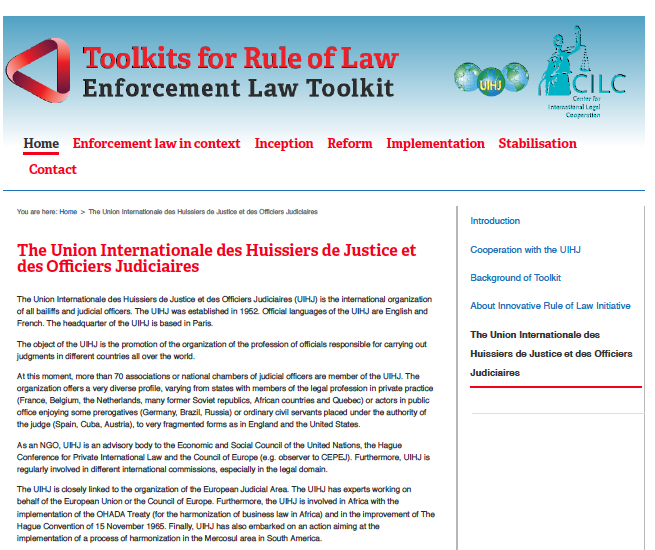 Toolkits for Rule of Law
Enforcement Law Toolkit
UIHJ
CILC
Center for
International Legal
Cooperation
Home Enforcement law in context Inception Reform Implementation Stabilisation
Contact
You are here: Home > The Union Internationale des Huissiers de Justice et des Officiers Judiciaires
The Union Internationale des Huissiers de Justice et
des Officiers Judiciaires
The Union Internationale des Huissiers de Justice et des Officiers Judiciaires (UIHJ) is the international organization
of all bailiffs and judicial officers. The UIHJ was established in 1952. Official languages of the UIHJ are English and
French. The headquarter of the UIHJ is based in Paris.
The object of the UIHJ is the promotion of the organization of the profession of officials responsible for carrying out
judgments in different countries all over the world.
At this moment, more than 70 associations or national chambers of judicial officers are member of the UIHJ. The
organization offers a very diverse profile, varying from states with members of the legal profession in private practice
(France, Belgium, the Netherlands, many former Soviet republics, African countries and Quebec) or actors in public
office enjoying some prerogatives (Germany, Brazil, Russia) or ordinary civil servants placed under the authority of
the judge (Spain, Cuba, Austria), to very fragmented forms as in England and the United States.
As an NGO, UIHJ is an advisory body to the Economic and Social Council of the United Nations, the Hague
Conference for Private International Law and the Council of Europe (e.g. observer to CEPEJ). Furthermore, UIHJ is
regularly involved in different international commissions, especially in the legal domain.
The UIHJ is closely linked to the organization of the European Judicial Area. The UIHJ has experts working on
behalf of the European Union or the Council of Europe. Furthermore, the UIHJ is involved in Africa with the
implementation of the OHADA Treaty (for the harmonization of business law in Africa) and in the improvement of The
Hague Convention of 15 November 1965. Finally, UIHJ has also embarked on an action aiming at the
implementation of a process of harmonization in the Mercosul area in South America.
Introduction
Cooperation with the UIHJ
Background of Toolkit
About Innovative Rule of Law Initiative
The Union Internationale des
Huissiers de Justice et des Officiers
Judiciaires